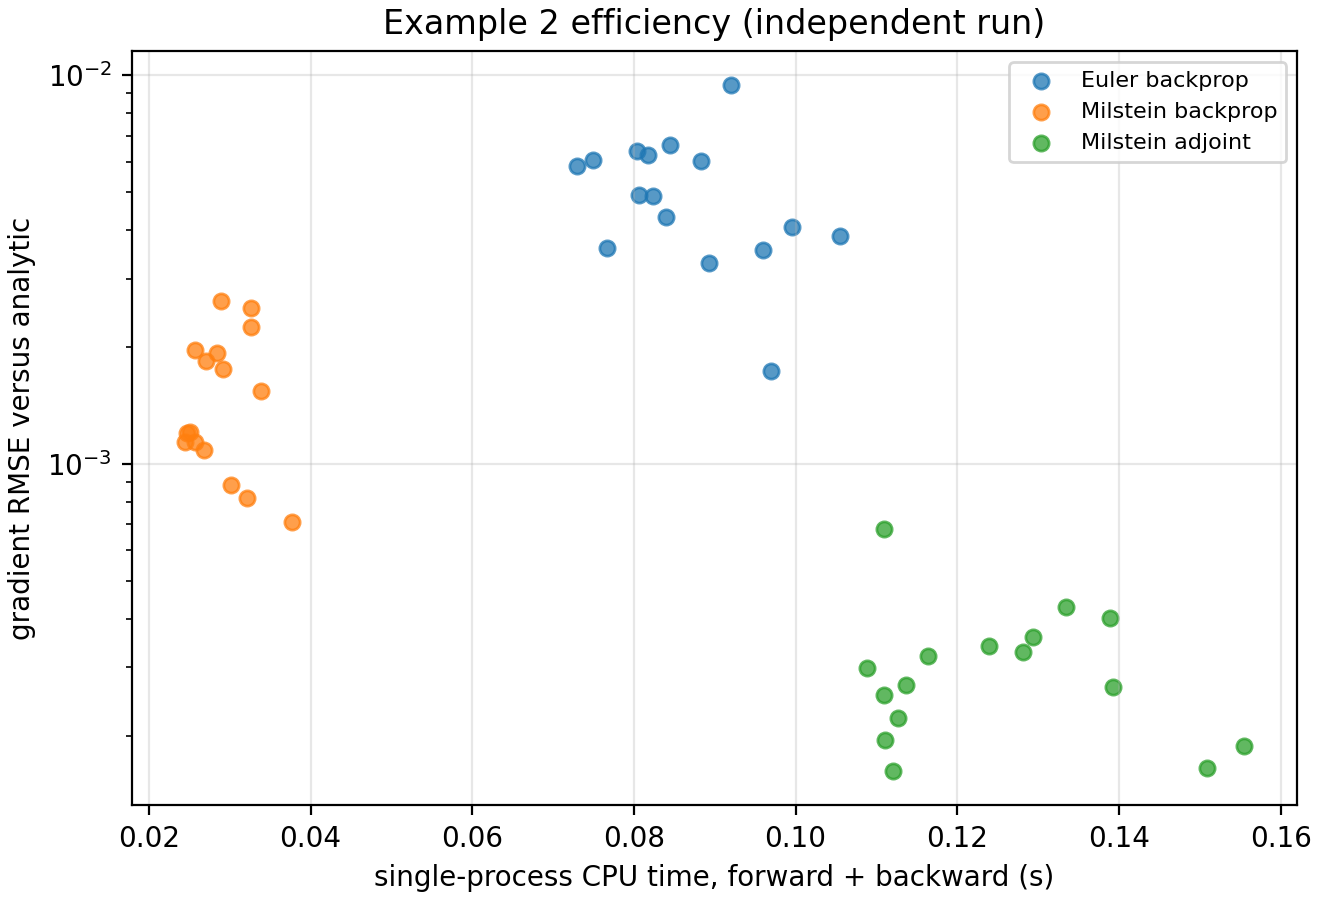 Example 2 efficiency (independent run)
Euler backprop
Milstein backprop
Milstein adjoint
gradient RMSE versus analytic
10⁻²
10⁻³
0.02 0.04 0.06 0.08 0.10 0.12 0.14 0.16
single-process CPU time, forward + backward (s)